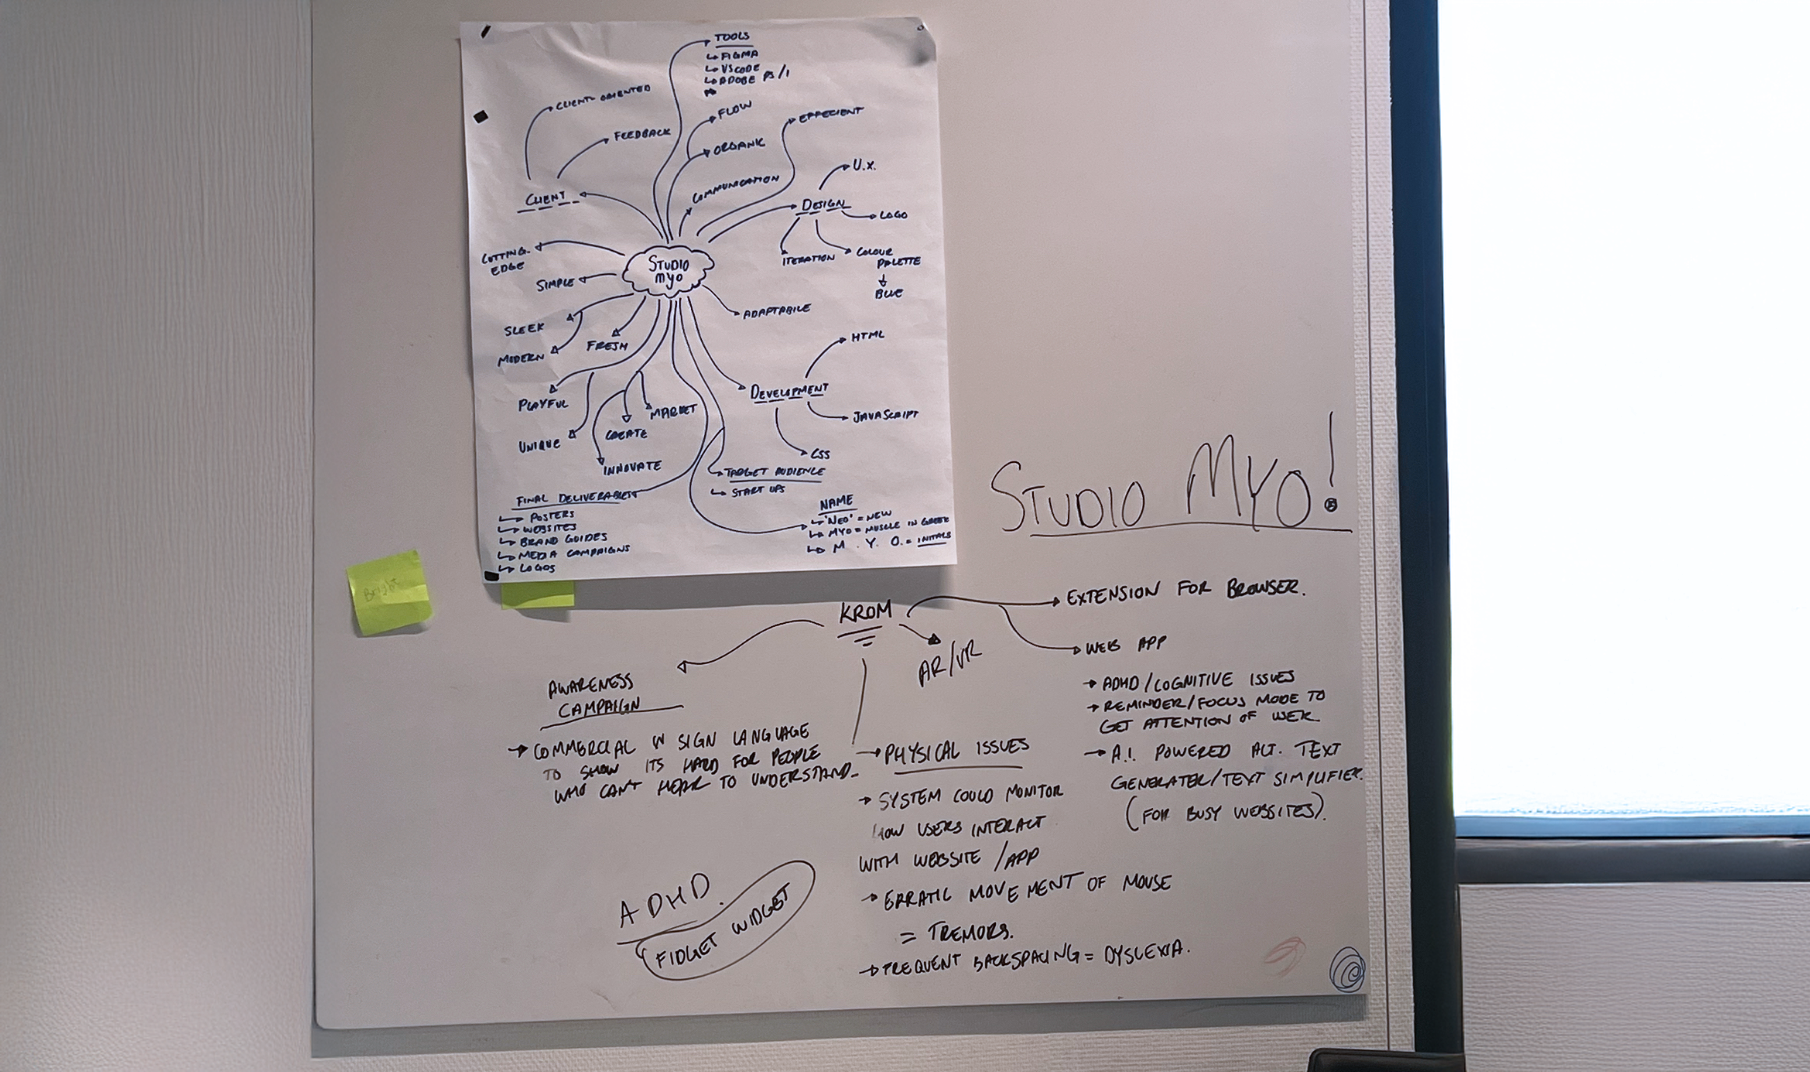 TOOLS
FIGMA
VSCODE
ADOBE PS/I
CLIENT-ORIENTED
FEEDBACK
CLIENT
FLOW
ORGANIC
COMMUNICATION
EFFECIENT
DESIGN
U.X.
LOGO
ITERATION
COLOUR
PALETTE
BLUE
STUDIO
MYO
CUTTING-
EDGE
SIMPLE
SLEEK
MODERN
FRESH
PLAYFUL
UNIQUE
INNOVATE
CREATE
MARKET
ADAPTABILE
DEVELOPMENT
HTML
JAVASCRIPT
CSS
TARGET AUDIENCE
START UPS
FINAL DELIVERABLES
POSTERS
WEBSITES
BRAND GUIDES
MEDIA CAMPAIGNS
LOGOS
NAME
'NEO' = NEW
MYO = MUSCLE IN GREEK
M. Y. O. = INITALS
STUDIO MYO!
KROM
EXTENSION FOR BROWSER.
WEB APP
ADHD/COGNITIVE ISSUES
REMINDER/FOCUS MODE TO
GET ATTENTION OF USER
A.I. POWERED ALT. TEXT
GENERATER/TEXT SIMPLIFIER.
(FOR BUSY WEBSITES).
AR/VR
AWARENESS
CAMPAIGN
COMMERCIAL IN SIGN LANGUAGE
TO SHOW ITS HARD FOR PEOPLE
WHO CAN'T HEAR TO UNDERSTAND
PHYSICAL ISSUES
SYSTEM COULD MONITOR
HOW USERS INTERACT
WITH WEBSITE/APP
ERRATIC MOVEMENT OF MOUSE
= TREMORS.
FREQUENT BACKSPACING = DYSLEXIA.
ADHD.
FIDGET WIDGET